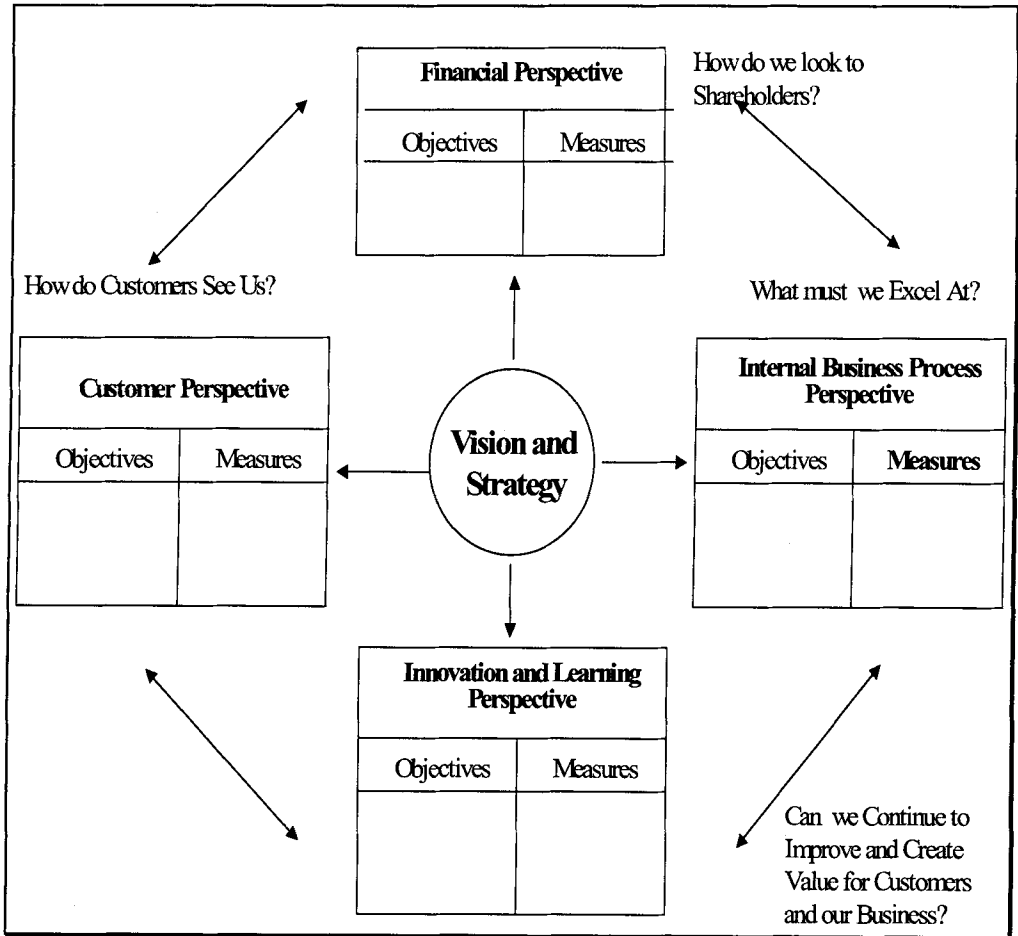 Financial Perspective
How do we look to
Shareholders?
Objectives Measures
How do Customers See Us?
What must we Excel At?
Customer Perspective
Objectives Measures
Vision and
Strategy
Internal Business Process
Perspective
Objectives Measures
Innovation and Learning
Perspective
Objectives Measures
Can we Continue to
Improve and Create
Value for Customers
and our Business?